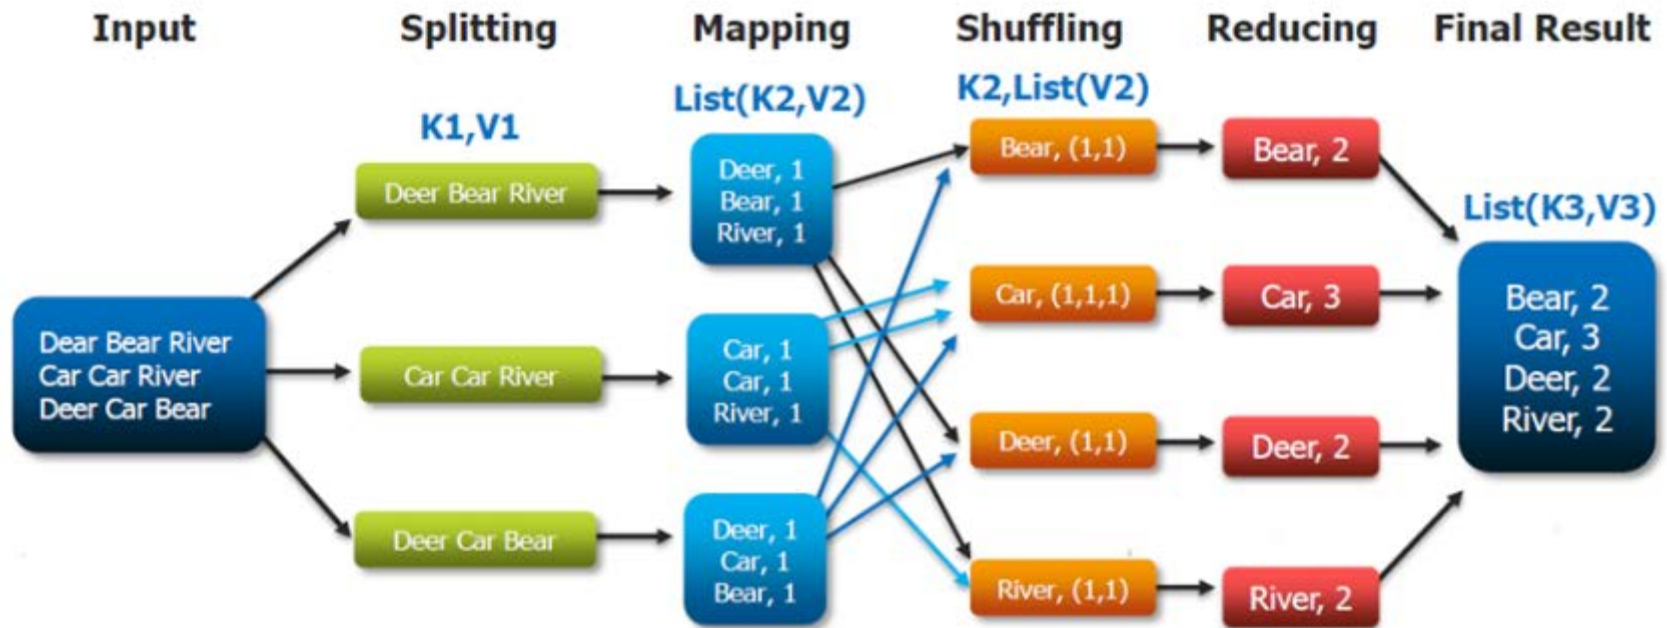 Input
Splitting
Mapping
Shuffling
Reducing
Final Result
K1,V1
List(K2,V2)
K2,List(V2)
List(K3,V3)
Dear Bear River
Car Car River
Deer Car Bear
Deer Bear River
Car Car River
Deer Car Bear
Deer, 1
Bear, 1
River, 1
Car, 1
Car, 1
River, 1
Deer, 1
Car, 1
Bear, 1
Bear, (1,1)
Car, (1,1,1)
Deer, (1,1)
River, (1,1)
Bear, 2
Car, 3
Deer, 2
River, 2
Bear, 2
Car, 3
Deer, 2
River, 2